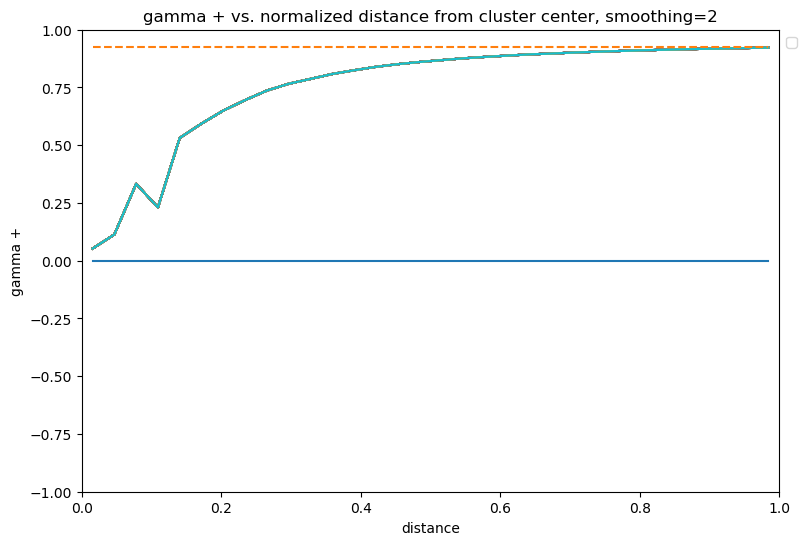 gamma + vs. normalized distance from cluster center, smoothing=2
1.00
0.75
0.50
0.25
0.00
−0.25
−0.50
−0.75
−1.00
gamma +
0.0 0.2 0.4 0.6 0.8 1.0
distance